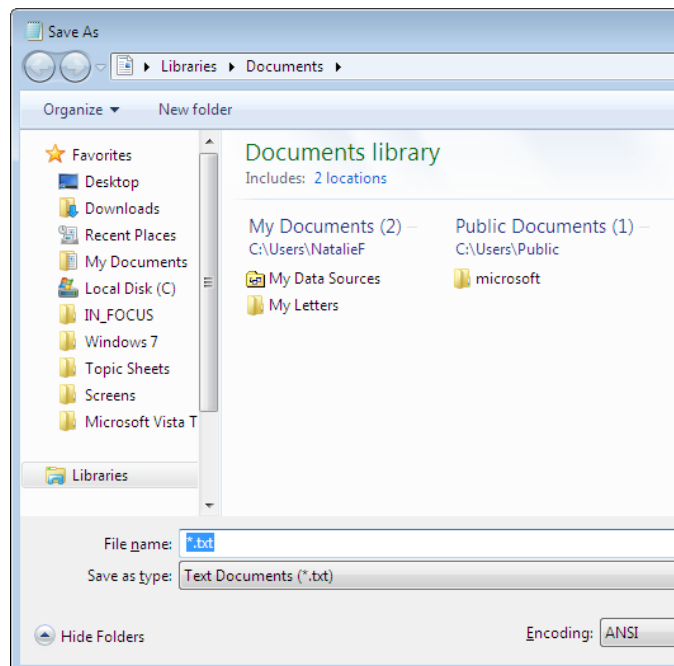 Save As
Libraries Documents
Organize New folder
Favorites
Desktop
Downloads
Recent Places
My Documents
Local Disk (C)
IN_FOCUS
Windows 7
Topic Sheets
Screens
Microsoft Vista T
Libraries
Documents library
Includes: 2 locations
My Documents (2)
C:\Users\NatalieF
My Data Sources
My Letters
Public Documents (1)
C:\Users\Public
microsoft
File name: *.txt
Save as type: Text Documents (*.txt)
Hide Folders
Encoding: ANSI